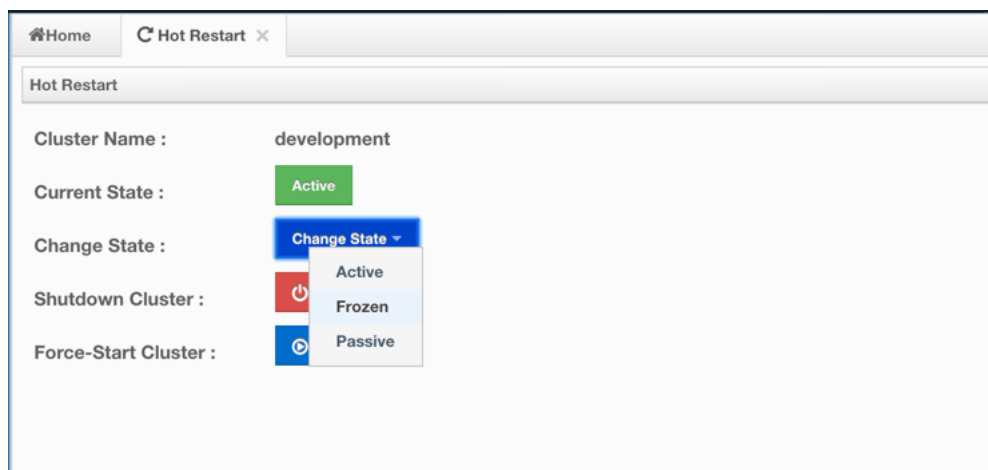 Home Hot Restart
Hot Restart
Cluster Name : development
Current State : Active
Change State : Change State
Active
Shutdown Cluster :
Frozen
Passive
Force-Start Cluster :